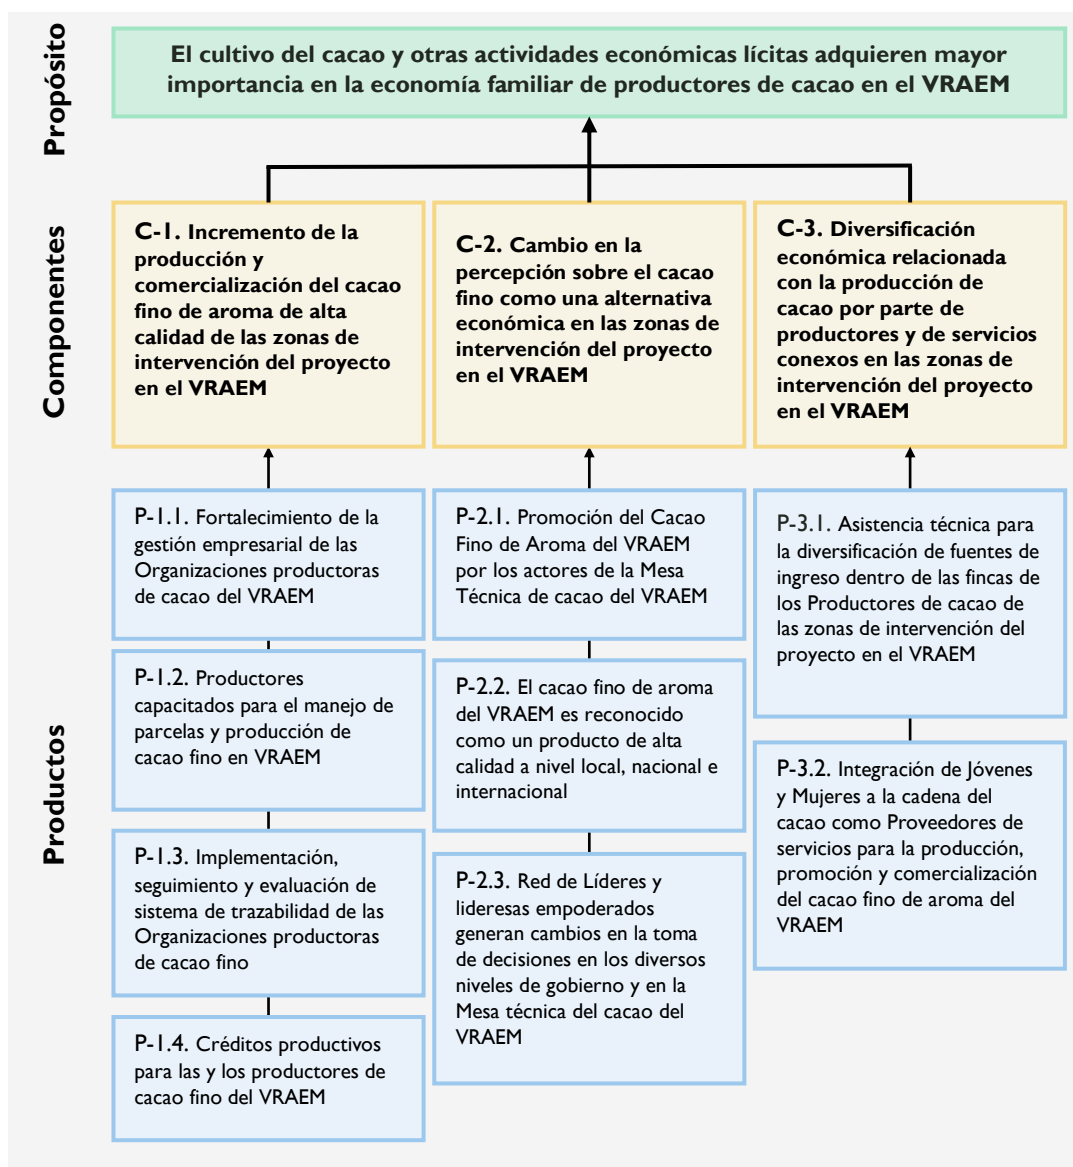 Propósito
El cultivo del cacao y otras actividades económicas lícitas adquieren mayor
importancia en la economía familiar de productores de cacao en el VRAEM
Componentes
C-1. Incremento de la
producción y
comercialización del cacao
fino de aroma de alta
calidad de las zonas de
intervención del proyecto
en el VRAEM
C-2. Cambio en la
percepción sobre el cacao
fino como una alternativa
económica en las zonas de
intervención del proyecto
en el VRAEM
C-3. Diversificación
económica relacionada
con la producción de
cacao por parte de
productores y de servicios
conexos en las zonas de
intervención del proyecto
en el VRAEM
Productos
P-1.1. Fortalecimiento de la
gestión empresarial de las
Organizaciones productoras
de cacao del VRAEM
P-1.2. Productores
capacitados para el manejo de
parcelas y producción de
cacao fino en VRAEM
P-1.3. Implementación,
seguimiento y evaluación de
sistema de trazabilidad de las
Organizaciones productoras
de cacao fino
P-1.4. Créditos productivos
para las y los productores de
cacao fino del VRAEM
P-2.1. Promoción del Cacao
Fino de Aroma del VRAEM
por los actores de la Mesa
Técnica de cacao del VRAEM
P-2.2. El cacao fino de aroma
del VRAEM es reconocido
como un producto de alta
calidad a nivel local, nacional e
internacional
P-2.3. Red de Líderes y
lideresas empoderados
generan cambios en la toma
de decisiones en los diversos
niveles de gobierno y en la
Mesa técnica del cacao del
VRAEM
P-3.1. Asistencia técnica para
la diversificación de fuentes de
ingreso dentro de las fincas de
los Productores de cacao de
las zonas de intervención del
proyecto en el VRAEM
P-3.2. Integración de Jóvenes
y Mujeres a la cadena del
cacao como Proveedores de
servicios para la producción,
promoción y comercialización
del cacao fino de aroma del
VRAEM